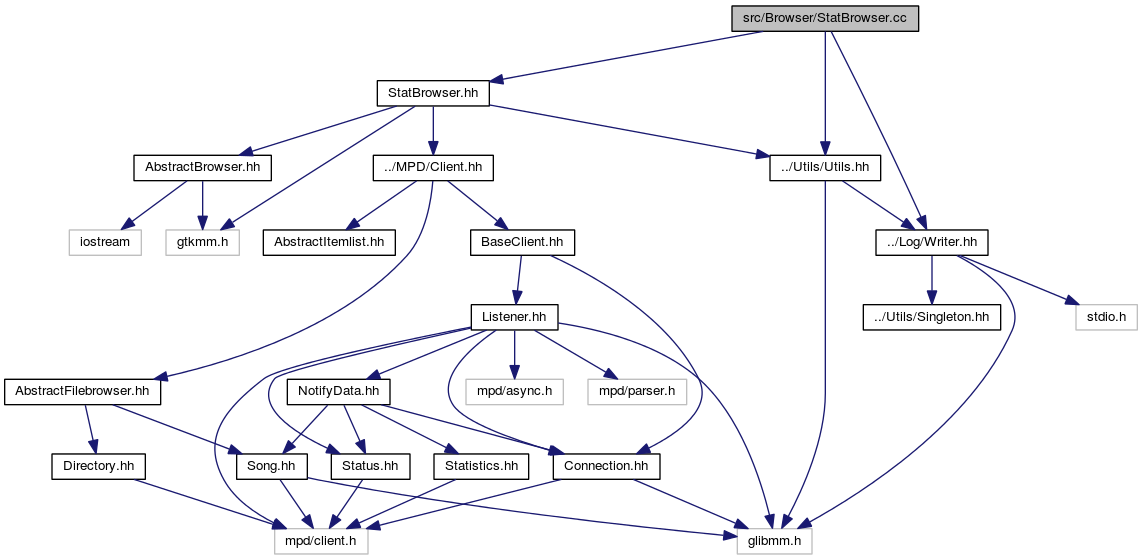 src/Browser/StatBrowser.cc
StatBrowser.hh
AbstractBrowser.hh
../MPD/Client.hh
../Utils/Utils.hh
iostream
gtkmm.h
AbstractItemlist.hh
BaseClient.hh
../Log/Writer.hh
Listener.hh
../Utils/Singleton.hh
stdio.h
AbstractFilebrowser.hh
NotifyData.hh
mpd/async.h
mpd/parser.h
Directory.hh
Song.hh
Status.hh
Statistics.hh
Connection.hh
mpd/client.h
glibmm.h